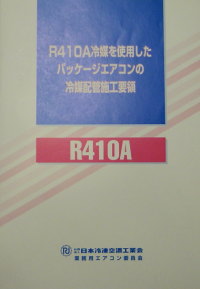 R410A冷媒を使用した
パッケージエアコンの
冷媒配管施工要領
R410A
日本冷凍空調工業会
業務用エアコン委員会